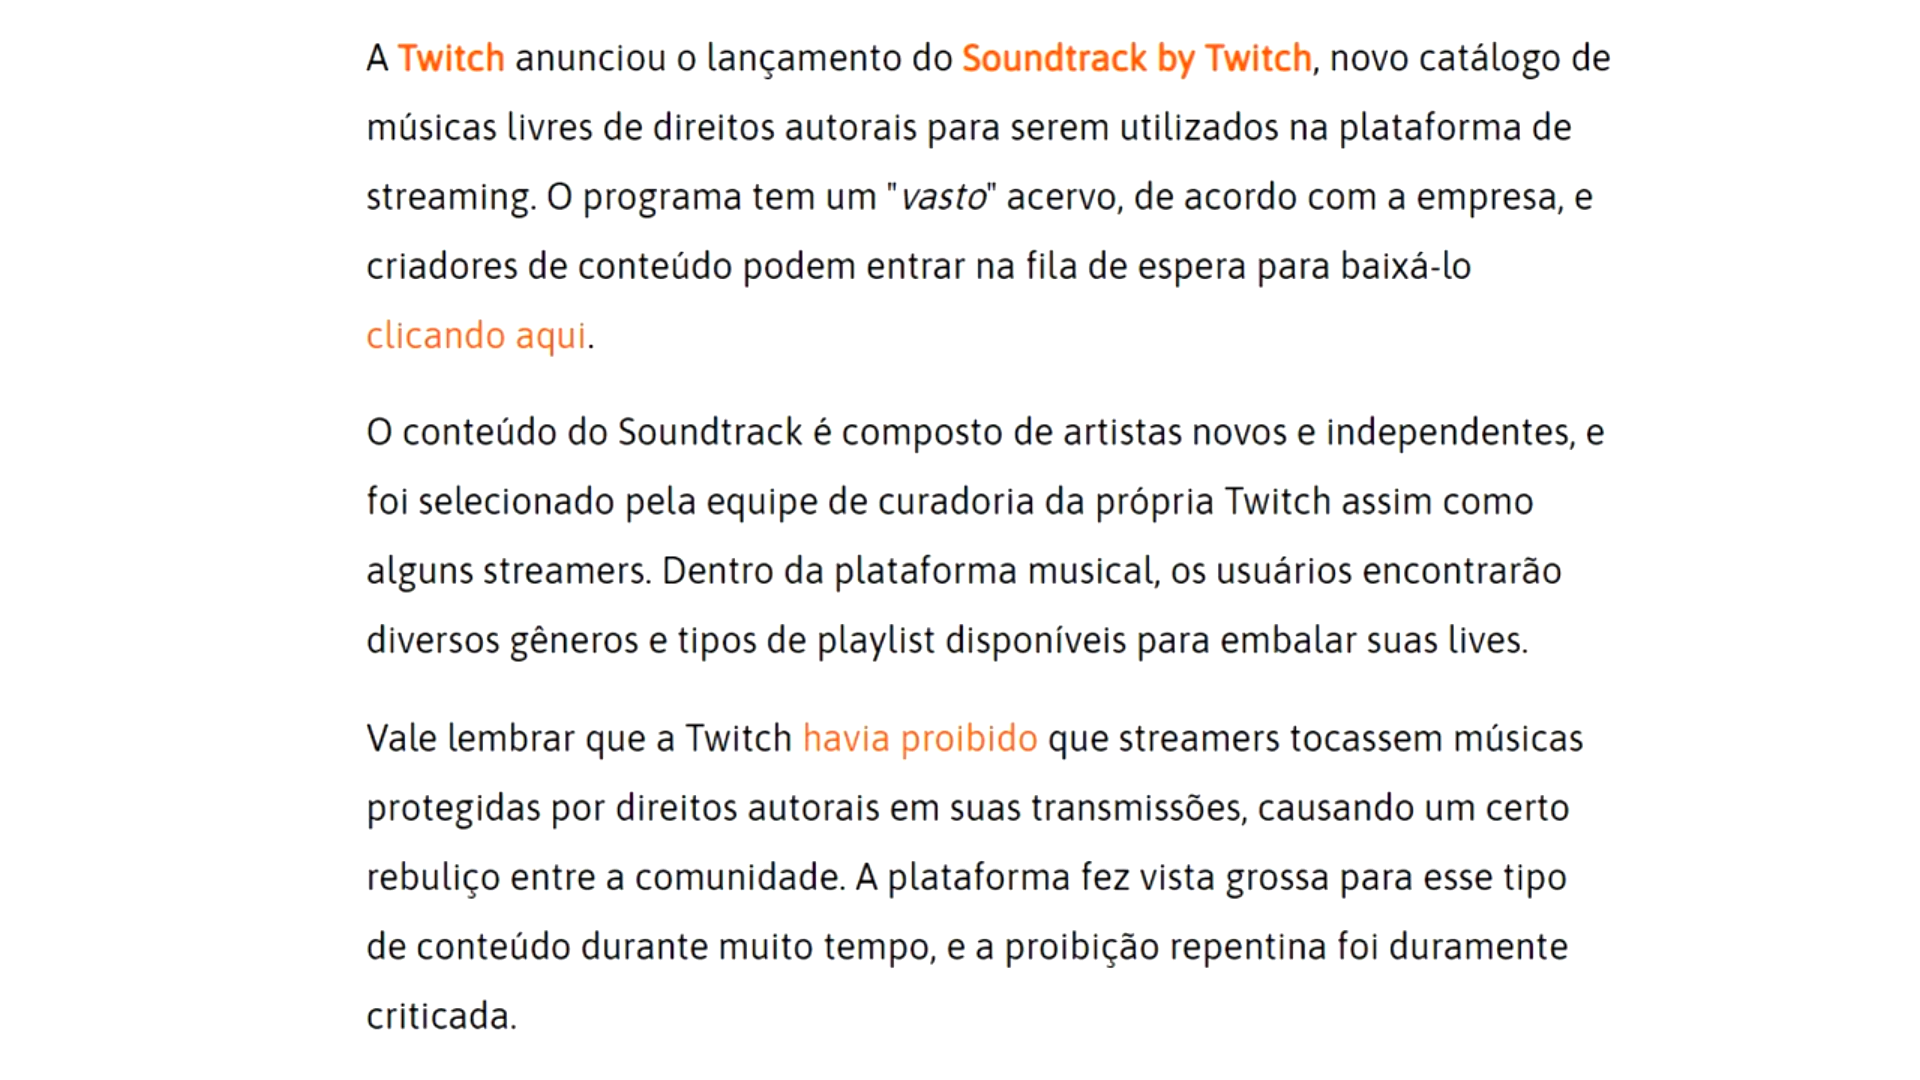 A Twitch anunciou o lançamento do Soundtrack by Twitch, novo catálogo de
músicas livres de direitos autorais para serem utilizados na plataforma de
streaming. O programa tem um "vasto" acervo, de acordo com a empresa, e
criadores de conteúdo podem entrar na fila de espera para baixá-lo
clicando aqui.
O conteúdo do Soundtrack é composto de artistas novos e independentes, e
foi selecionado pela equipe de curadoria da própria Twitch assim como
alguns streamers. Dentro da plataforma musical, os usuários encontrarão
diversos gêneros e tipos de playlist disponíveis para embalar suas lives.
Vale lembrar que a Twitch havia proibido que streamers tocassem músicas
protegidas por direitos autorais em suas transmissões, causando um certo
rebuliço entre a comunidade. A plataforma fez vista grossa para esse tipo
de conteúdo durante muito tempo, e a proibição repentina foi duramente
criticada.